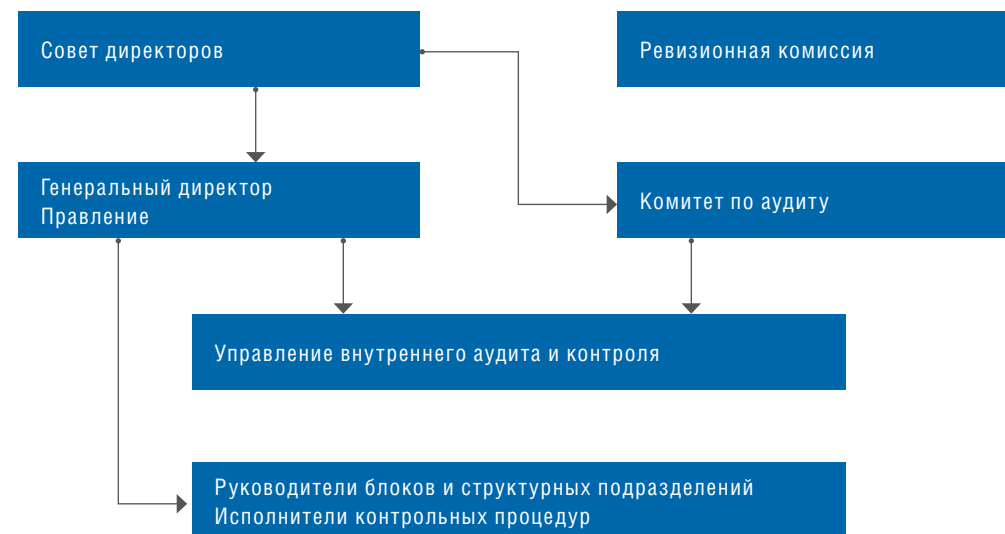 Совет директоров
Ревизионная комиссия
Генеральный директор
Правление
Комитет по аудиту
Управление внутреннего аудита и контроля
Руководители блоков и структурных подразделений
Исполнители контрольных процедур